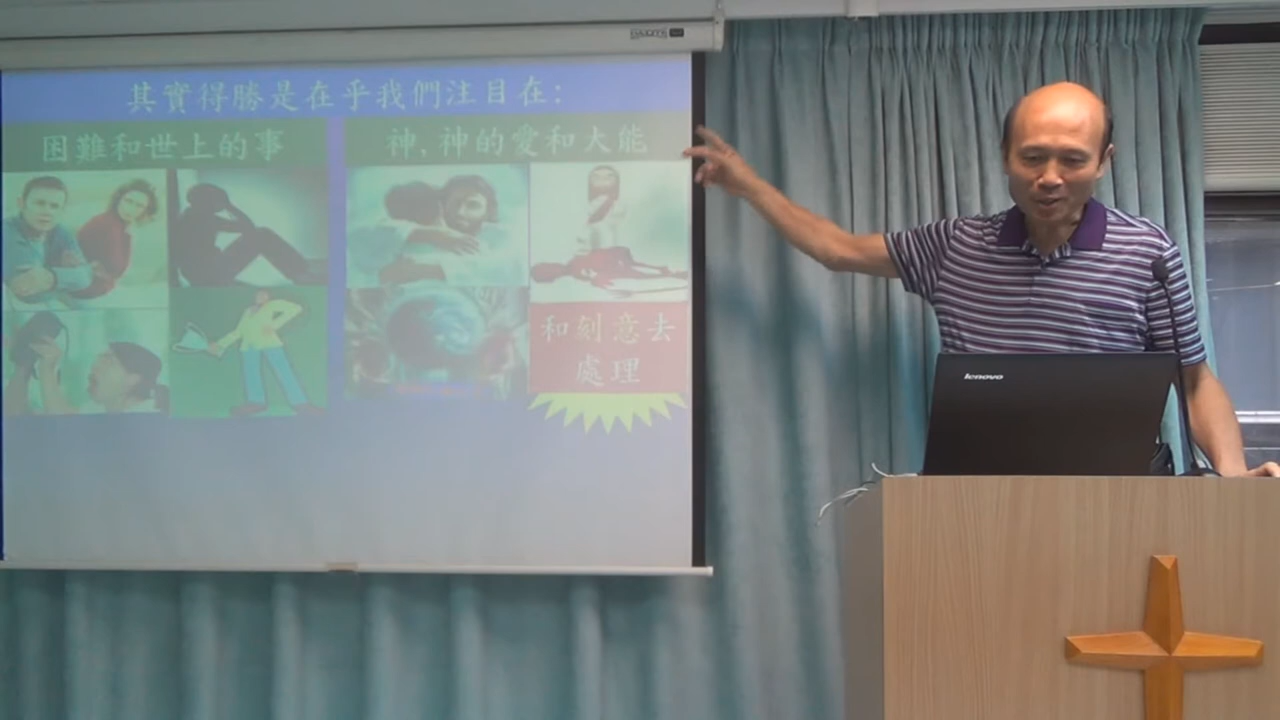 其實得勝是在乎我們注目在:
困難和世上的事
神,神的愛和大能
和刻意去
處理
lenovo